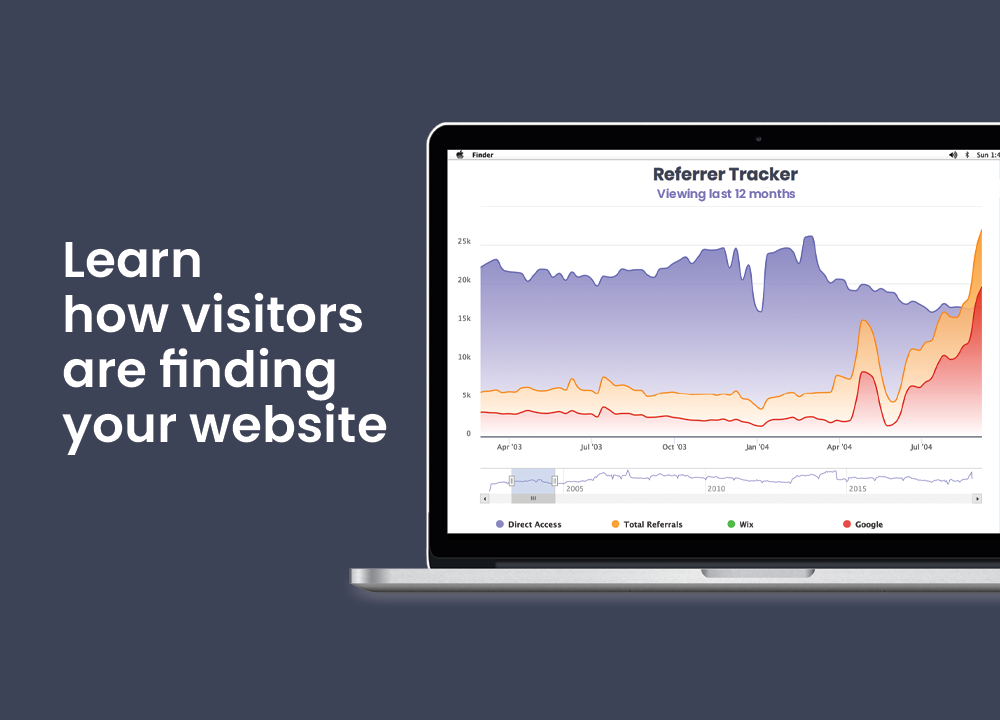 Learn
how visitors
are finding
your website
Finder
Sun 1:4
Referrer Tracker
Viewing last 12 months
25k
20k
15k
10k
5k
0
Apr '03
Jul '03
Oct '03
Jan '04
Apr '04
Jul '04
2005
2010
2015
Direct Access
Total Referrals
Wix
Google